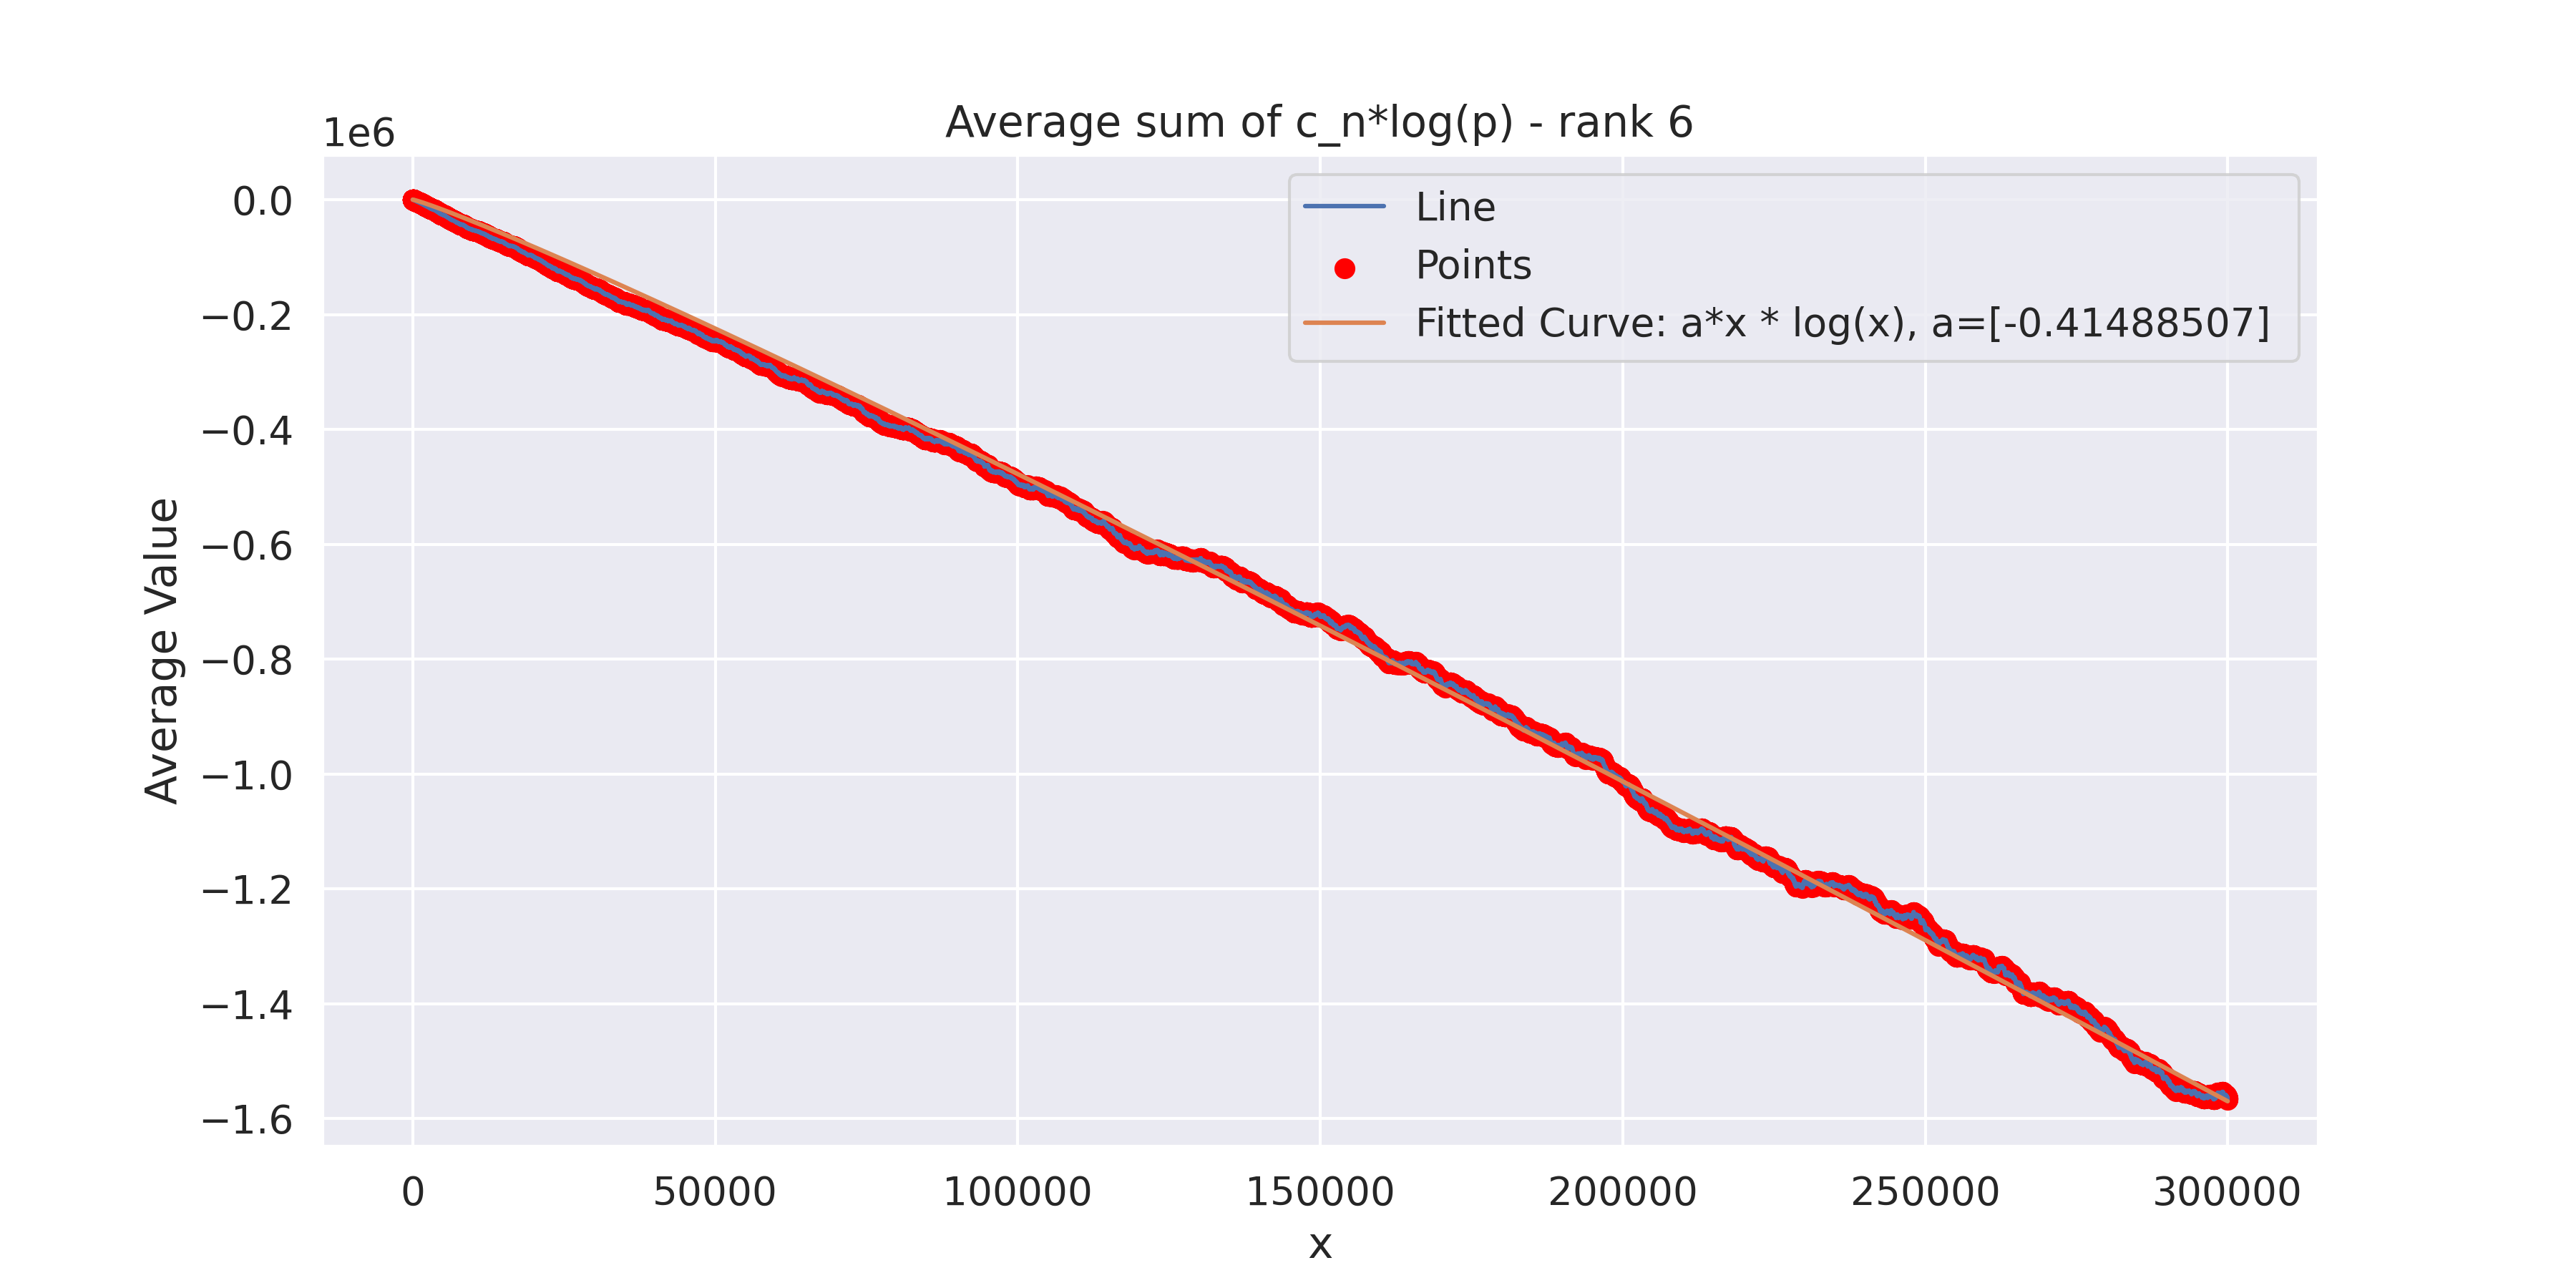 Average sum of c_n*log(p) - rank 6
1e6
Line
Points
Fitted Curve: a*x * log(x), a=[-0.41488507]
0.0
−0.2
−0.4
−0.6
−0.8
−1.0
−1.2
−1.4
−1.6
Average Value
0
50000
100000
150000
200000
250000
300000
x